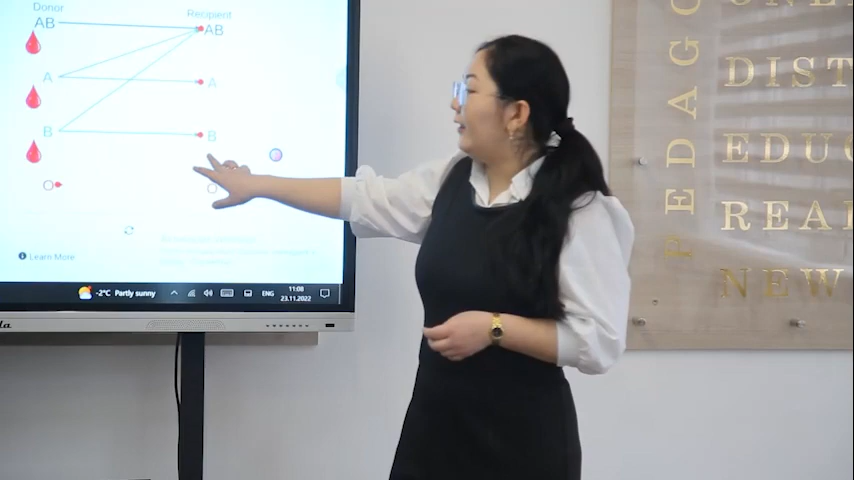 Donor
Recipient
AB
AB
A
A
B
B
O
O
Learn More
-2°C Partly sunny
ENG
11:08
23.11.2022
PEDAGO
DIST
EDUC
REAL
NEW